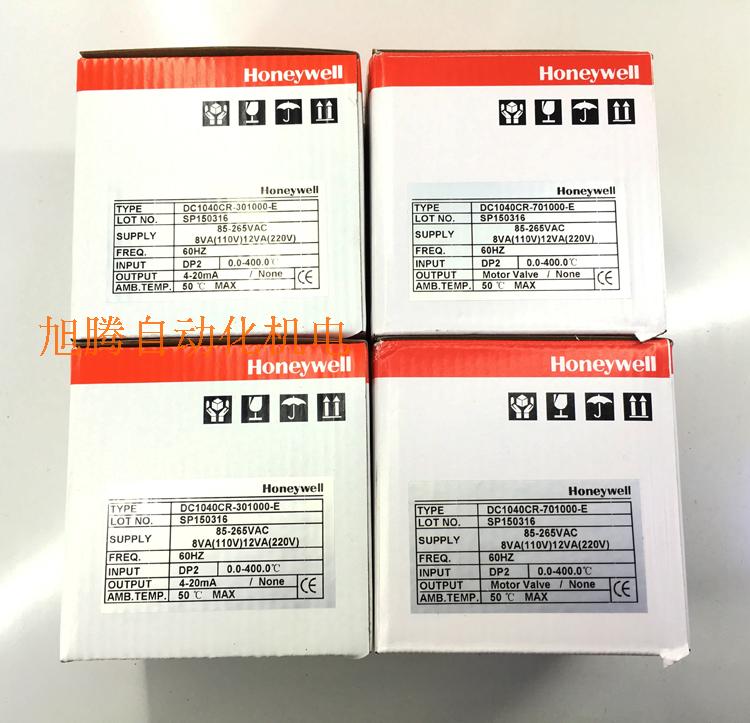 Honeywell
Honeywell
TYPE DC1040CR-301000-E
LOT NO. SP150316
SUPPLY 85-265VAC
8VA(110V)12VA(220V)
FREQ. 60HZ
INPUT DP2 0.0-400.0℃
OUTPUT 4-20mA / None
AMB.TEMP. 50 ℃ MAX
CE
Honeywell
Honeywell
TYPE DC1040CR-701000-E
LOT NO. SP150316
SUPPLY 85-265VAC
8VA(110V)12VA(220V)
FREQ. 60HZ
INPUT DP2 0.0-400.0℃
OUTPUT Motor Valve / None
AMB.TEMP. 50 ℃ MAX
CE
旭腾自动化机电
Honeywell
Honeywell
TYPE DC1040CR-301000-E
LOT NO. SP150316
SUPPLY 85-265VAC
8VA(110V)12VA(220V)
FREQ. 60HZ
INPUT DP2 0.0-400.0℃
OUTPUT 4-20mA / None
AMB.TEMP. 50 ℃ MAX
CE
Honeywell
Honeywell
TYPE DC1040CR-701000-E
LOT NO. SP150316
SUPPLY 85-265VAC
8VA(110V)12VA(220V)
FREQ. 60HZ
INPUT DP2 0.0-400.0℃
OUTPUT Motor Valve / None
AMB.TEMP. 50 ℃ MAX
CE